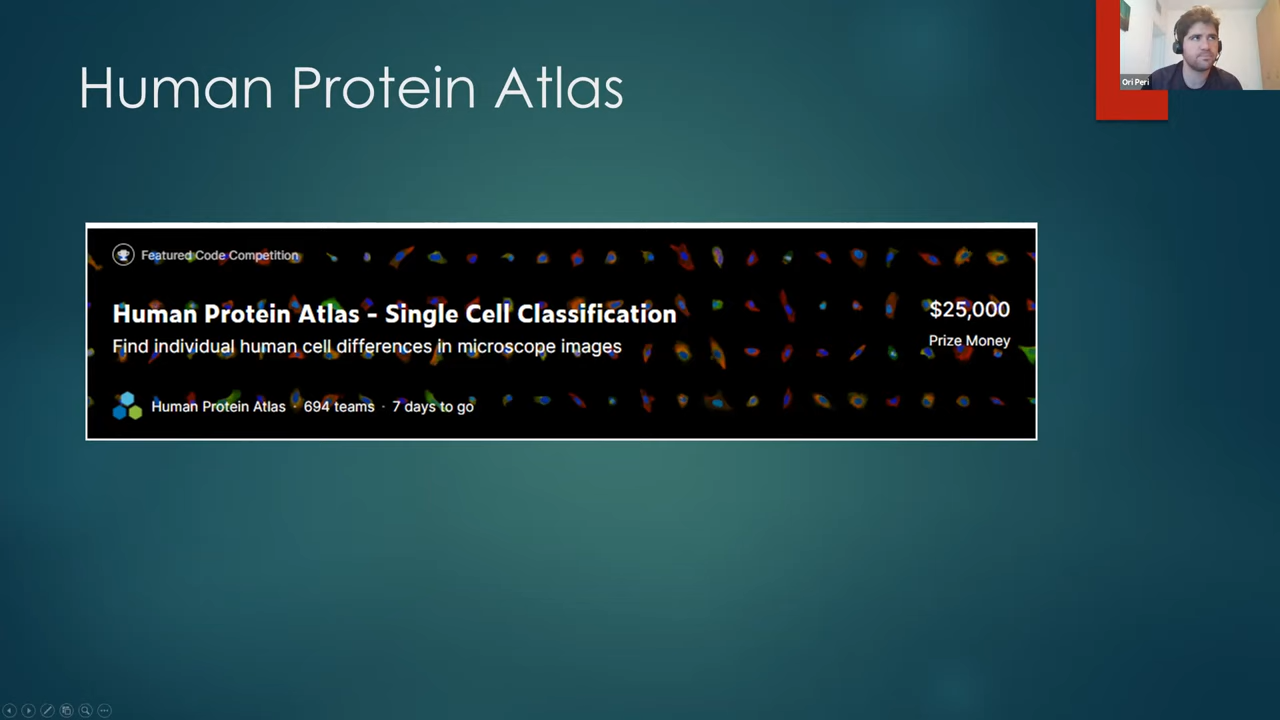 Human Protein Atlas
Ori Peri
Featured Code Competition
Human Protein Atlas - Single Cell Classification
Find individual human cell differences in microscope images
$25,000
Prize Money
Human Protein Atlas · 694 teams · 7 days to go